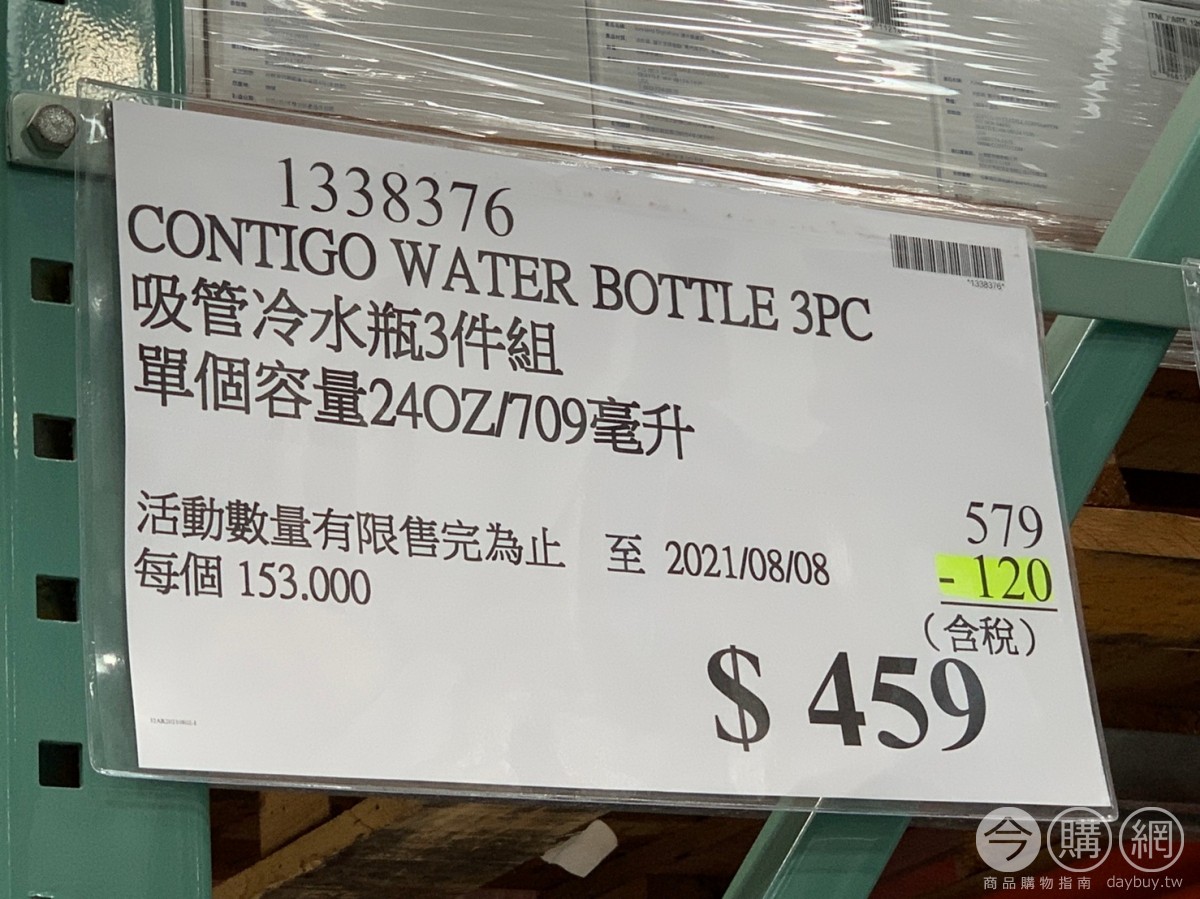 1338376
CONTIGO WATER BOTTLE 3PC
"1338376"
吸管冷水瓶3件組
單個容量24OZ/709毫升
活動數量有限售完為止 至 2021/08/08
每個 153.000
579
- 120
(含稅)
$ 459
今購網
商品購物指南 daybuy.tw